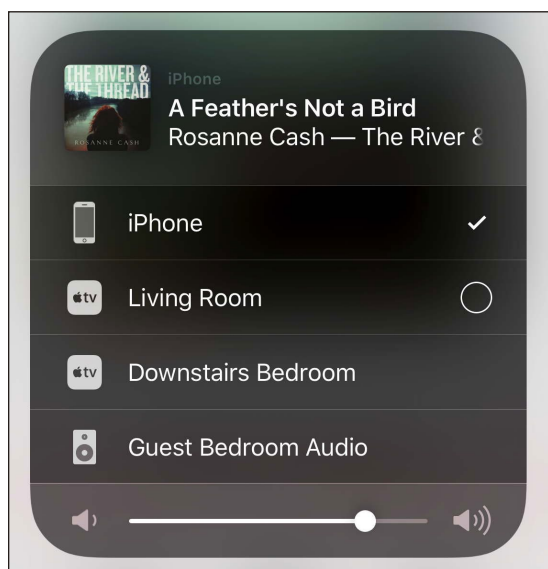 THE RIVER &
THE THREAD
ROSANNE CASH
iPhone
A Feather's Not a Bird
Rosanne Cash — The River &
iPhone
tv Living Room
tv Downstairs Bedroom
Guest Bedroom Audio